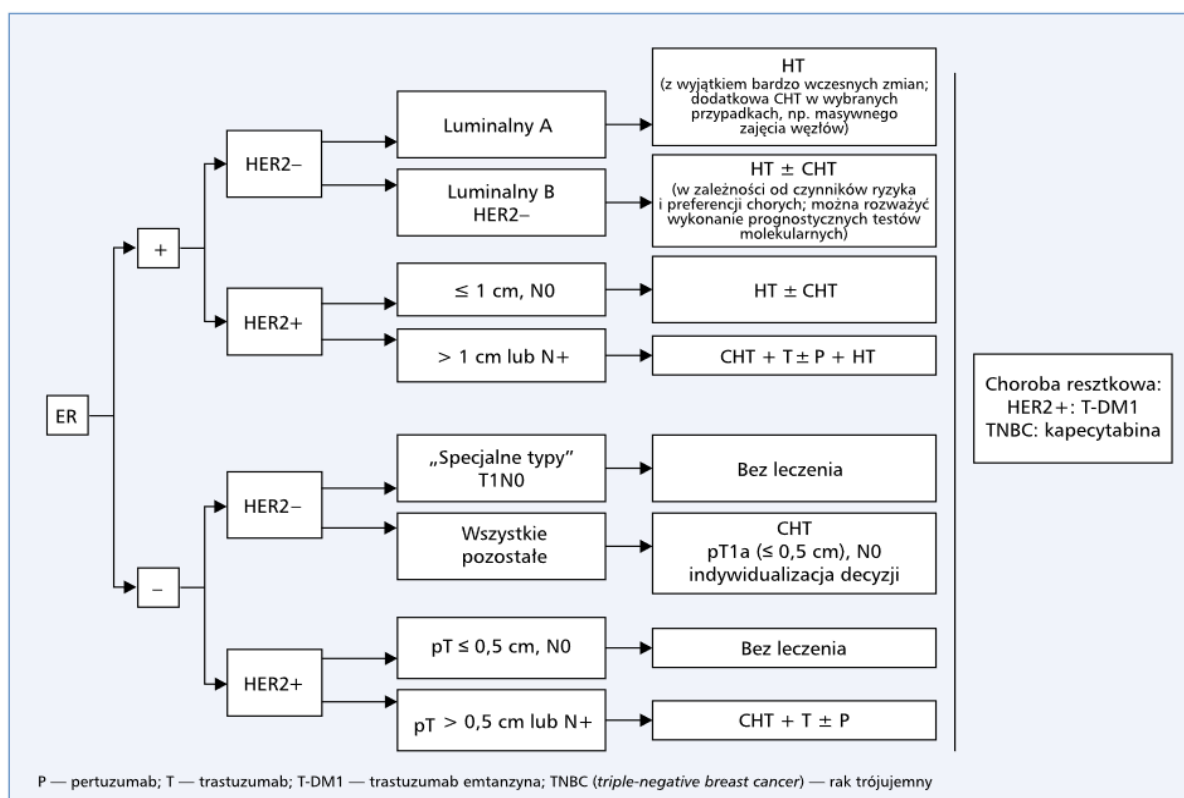 ER
+
–
HER2–
HER2+
HER2–
HER2+
Luminalny A
Luminalny B
HER2–
≤ 1 cm, N0
> 1 cm lub N+
„Specjalne typy”
T1N0
Wszystkie
pozostałe
pT ≤ 0,5 cm, N0
pT > 0,5 cm lub N+
HT
(z wyjątkiem bardzo wczesnych zmian;
dodatkowa CHT w wybranych
przypadkach, np. masywnego
zajęcia węzłów)
HT ± CHT
(w zależności od czynników ryzyka
i preferencji chorych; można rozważyć
wykonanie prognostycznych testów
molekularnych)
HT ± CHT
CHT + T ± P + HT
Bez leczenia
CHT
pT1a (≤ 0,5 cm), N0
indywidualizacja decyzji
Bez leczenia
CHT + T ± P
Choroba resztkowa:
HER2+: T-DM1
TNBC: kapecytabina
P — pertuzumab; T — trastuzumab; T-DM1 — trastuzumab emtanzyna; TNBC (triple-negative breast cancer) — rak trójujemny